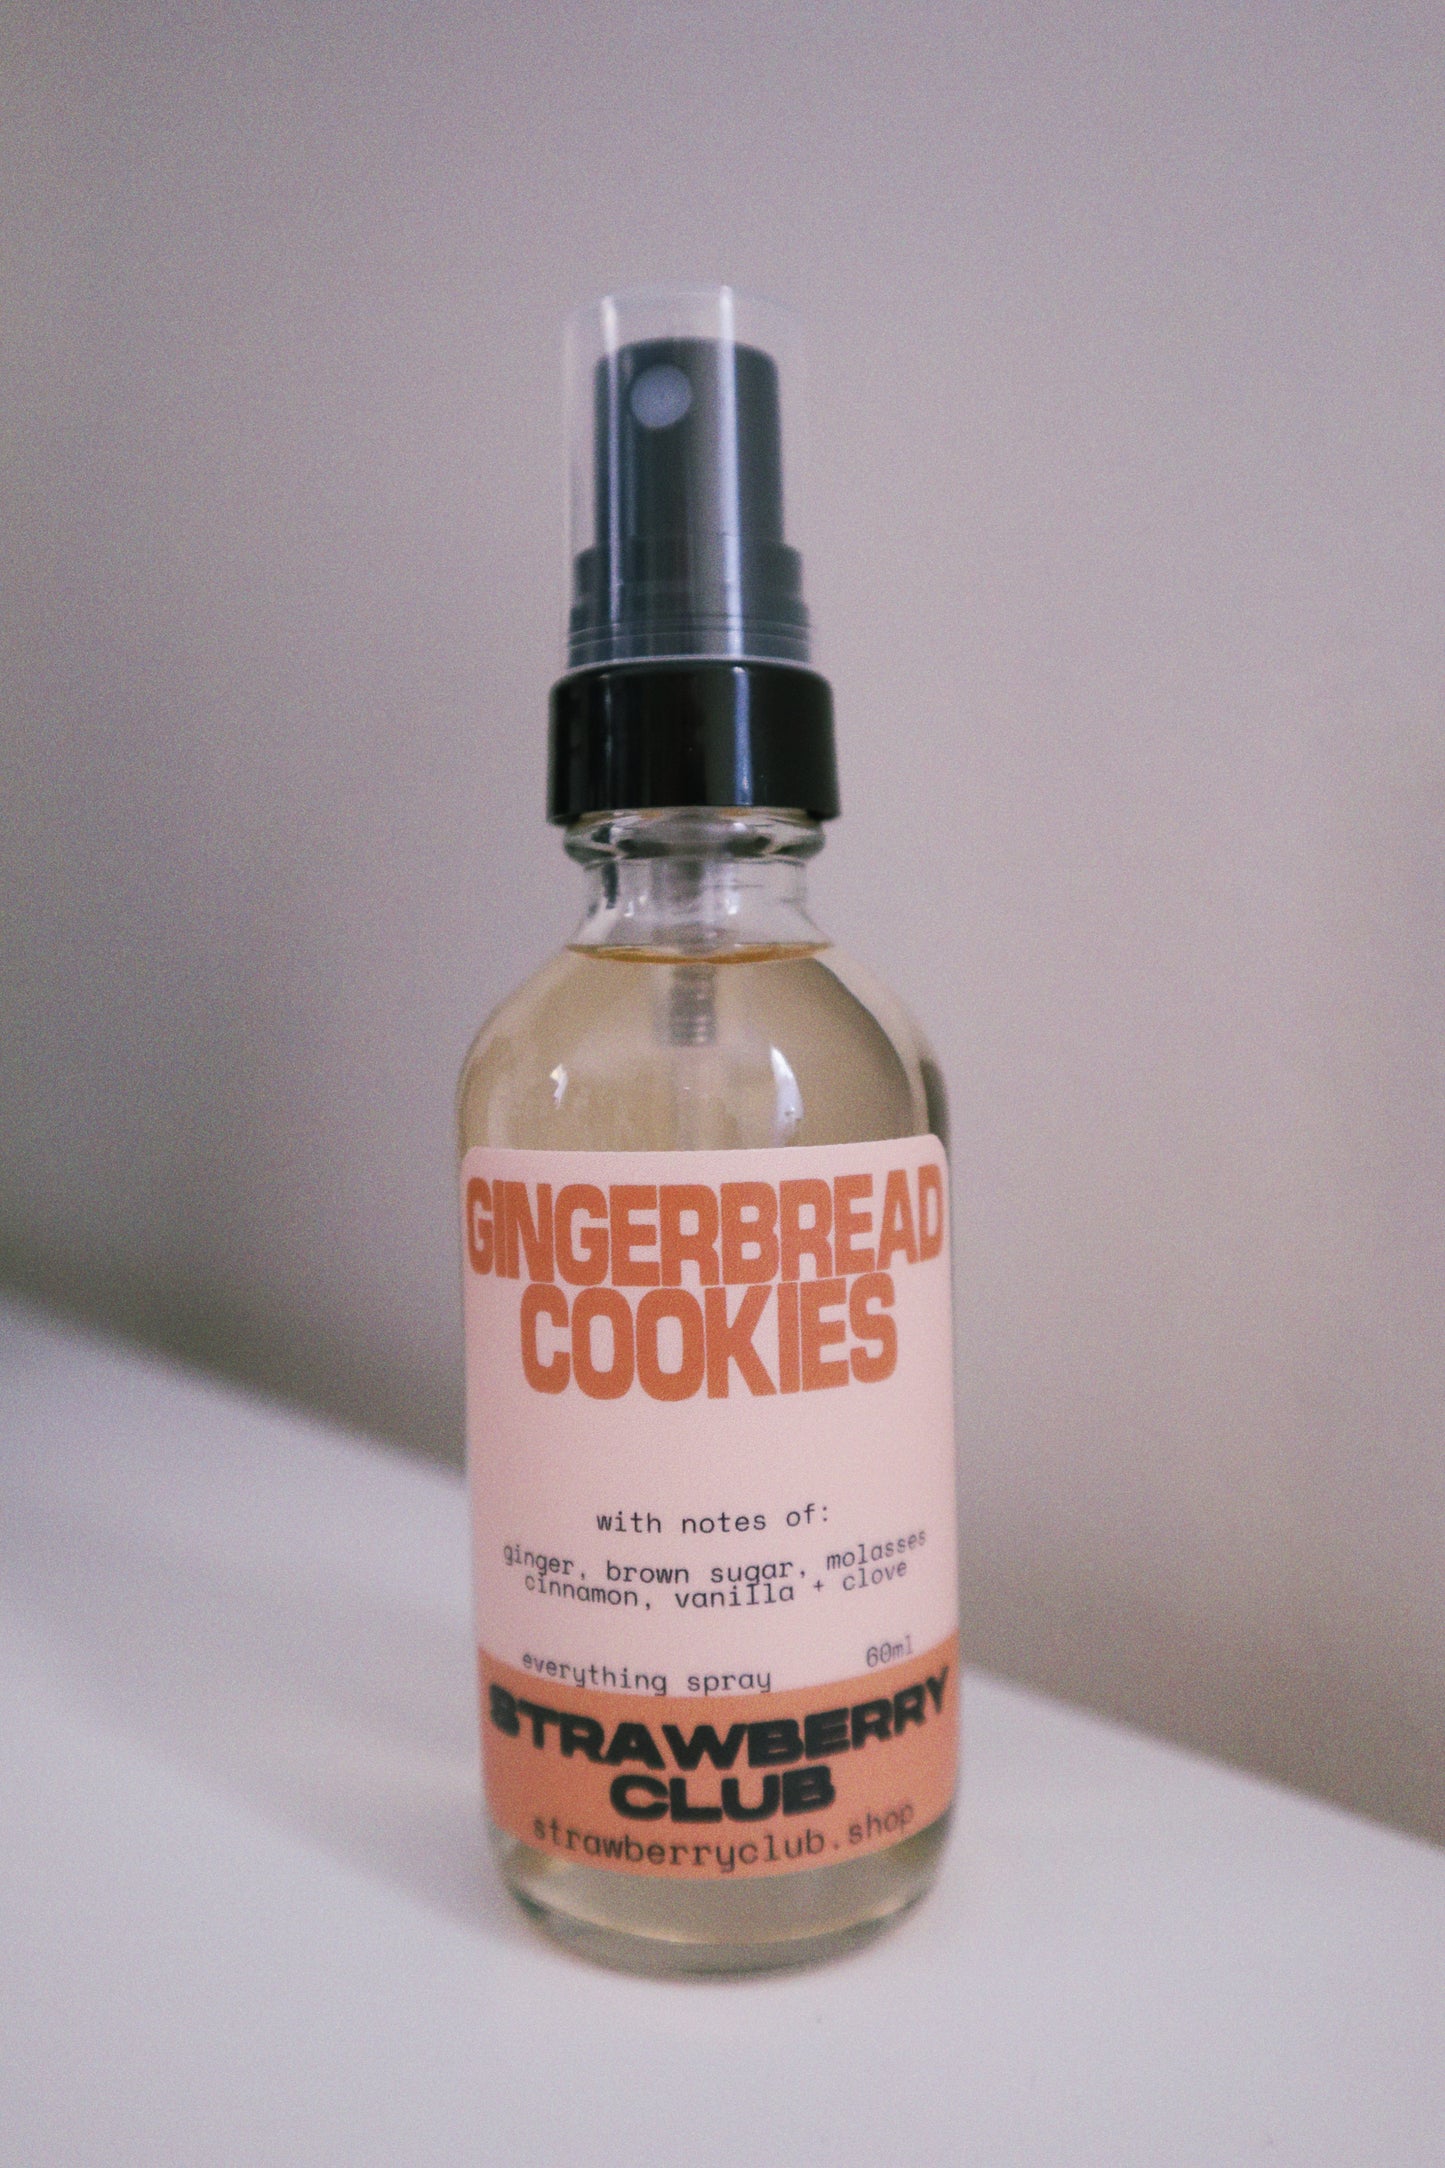 GINGERBREAD
COOKIES
with notes of:
ginger, brown sugar, molasses
cinnamon, vanilla + clove
everything spray 60ml
STRAWBERRY
CLUB
strawberryclub.shop